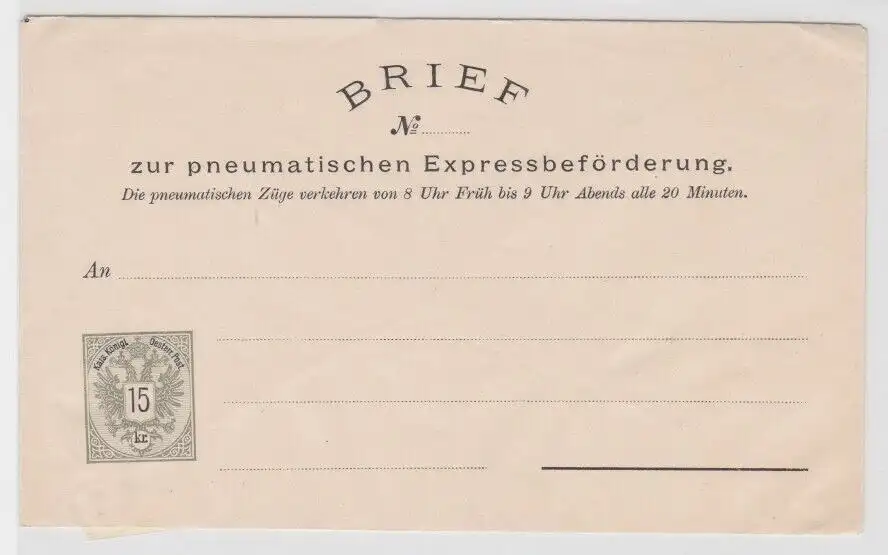 BRIEF
№
zur pneumatischen Expressbeförderung.
Die pneumatischen Züge verkehren von 8 Uhr Früh bis 9 Uhr Abends alle 20 Minuten.
An
Kais. Königl. Oesterr. Post
15
kr.